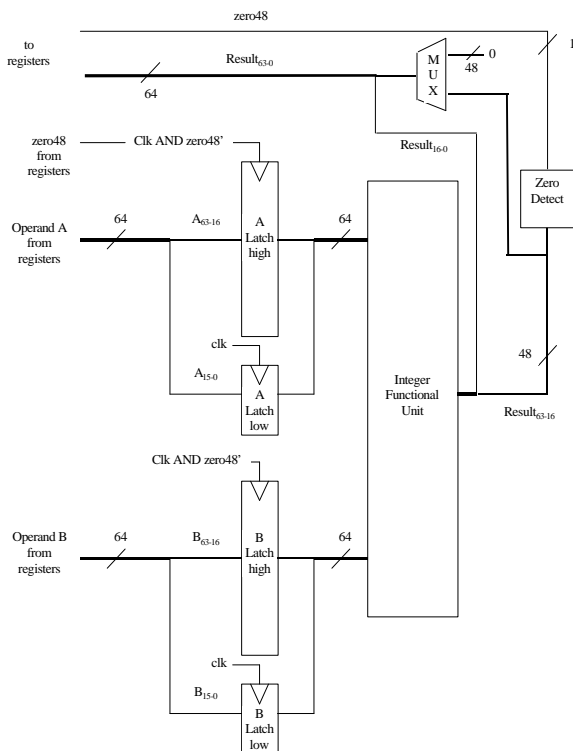 zero48
to
registers
Result63-0
64
M
U
X
0
48
1
zero48
from
registers
Clk AND zero48'
Result16-0
Zero
Detect
Operand A
from
registers
64
A63-16
A
Latch
high
64
clk
A15-0
A
Latch
low
Integer
Functional
Unit
48
Result63-16
Clk AND zero48'
Operand B
from
registers
64
B63-16
B
Latch
high
64
clk
B15-0
B
Latch
low